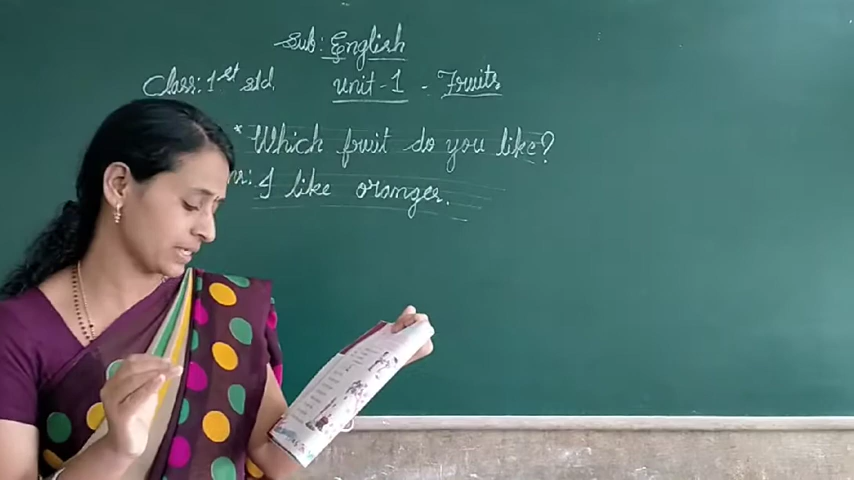 Sub: English
Class: 1st std. unit-1 - Fruits
* Which fruit do you like?
I like oranges.